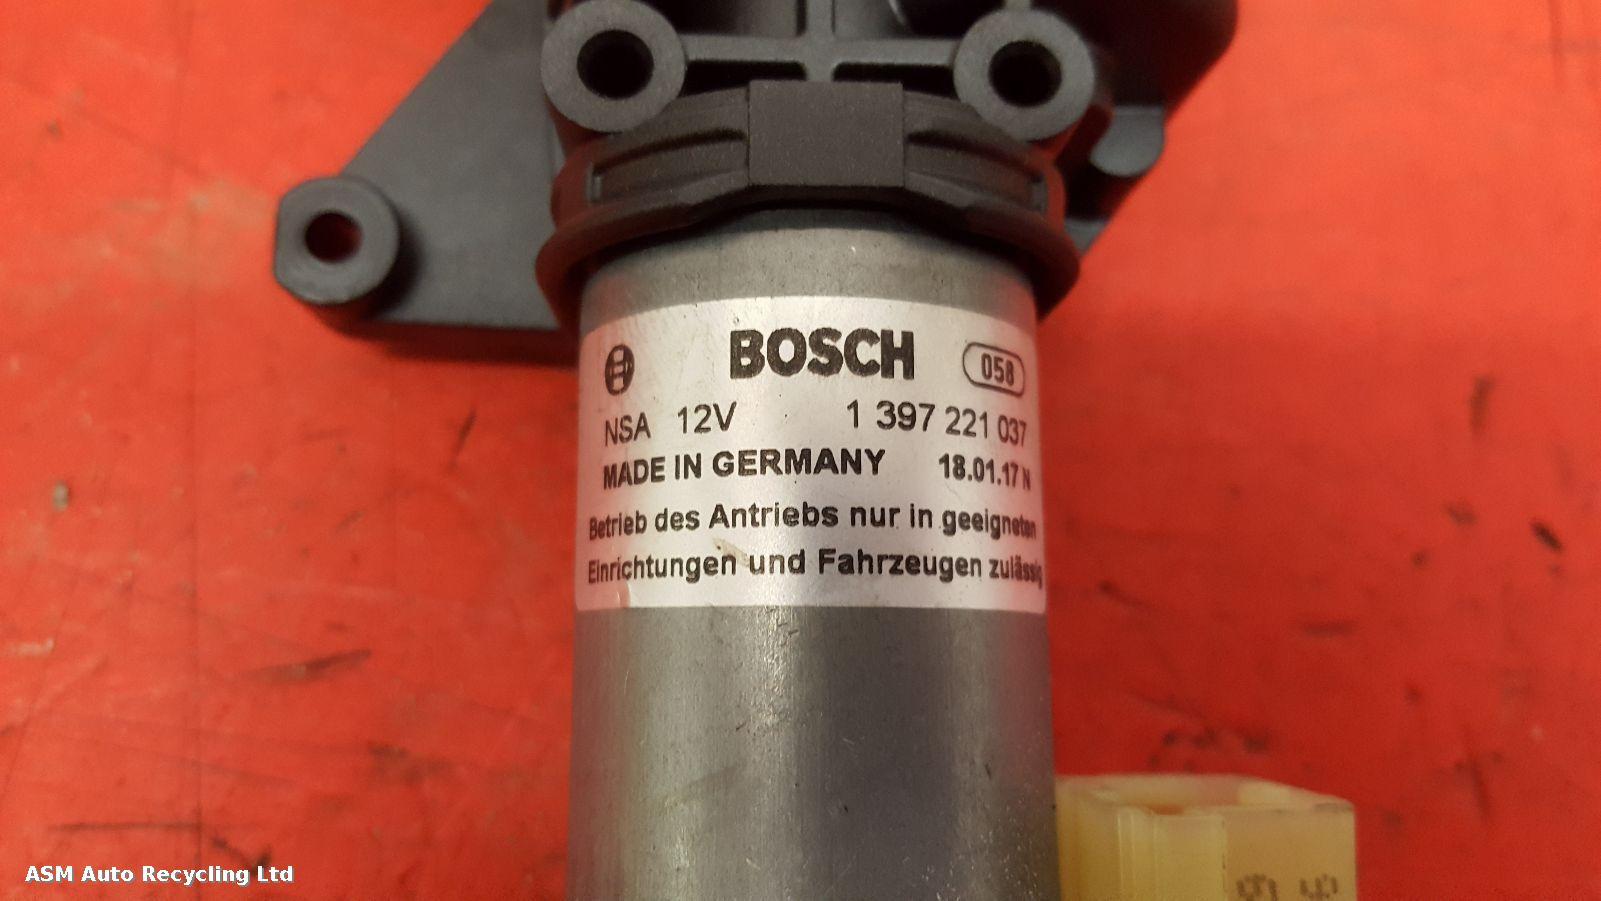 BOSCH 058
NSA 12V 1 397 221 037
MADE IN GERMANY 18.01.17 N
Betrieb des Antriebs nur in geeigneten
Einrichtungen und Fahrzeugen zulässig
ASM Auto Recycling Ltd